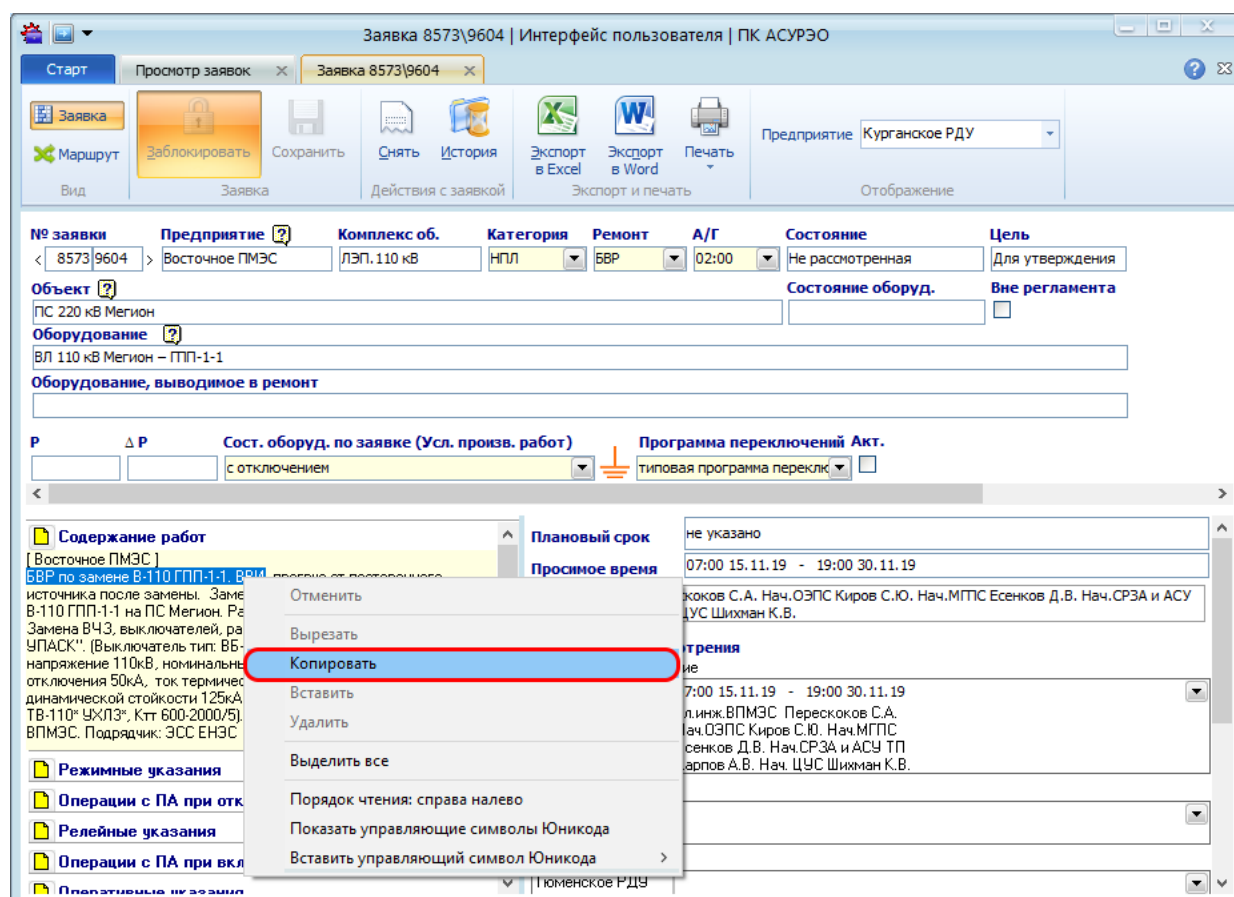 Заявка 8573\9604 | Интерфейс пользователя | ПК АСУРЭО
Старт Просмотр заявок Заявка 8573\9604
Заявка
Маршрут
Заблокировать Сохранить Снять История Экспорт в Excel Экспорт в Word Печать
Предприятие Курганское РДУ
Вид Заявка Действия с заявкой Экспорт и печать Отображение
№ заявки Предприятие ? Комплекс об. Категория Ремонт А/Г Состояние Цель
< 8573 9604 > Восточное ПМЭС ЛЭП.110 кВ НПЛ БВР 02:00 Не рассмотренная Для утверждения
Объект ? Состояние оборуд. Вне регламента
ПС 220 кВ Мегион
Оборудование ?
ВЛ 110 кВ Мегион – ГПП-1-1
Оборудование, выводимое в ремонт
P Δ P Сост. оборуд. по заявке (Усл. произв. работ) Программа переключений Акт.
с отключением типовая программа переклю
Содержание работ
[ Восточное ПМЭС ]
БВР по замене В-110 ГПП-1-1. ВРИ,
источника после замены. Заме
В-110 ГПП-1-1 на ПС Мегион. Ра
Замена ВЧЗ, выключателей, ра
УПАСК". (Выключатель тип: ВБ-
напряжение 110кВ, номинальны
отключения 50кА, ток термичес
динамической стойкости 125кА
ТВ-110* УХЛ3*, Ктт 600-2000/5).
ВПМЭС. Подрядчик: ЭСС ЕНЭС
Режимные указания
Операции с ПА при отк
Релейные указания
Операции с ПА при вкл
Оперативные указания
Отменить
Вырезать
Копировать
Вставить
Удалить
Выделить все
Порядок чтения: справа налево
Показать управляющие символы Юникода
Вставить управляющий символ Юникода >
Плановый срок не указано
Просимое время 07:00 15.11.19 - 19:00 30.11.19
коков С.А. Нач.ОЭПС Киров С.Ю. Нач.МГПС Есенков Д.В. Нач.СРЗА и АСУ
ЦУС Шихман К.В.
трения
ие
7:00 15.11.19 - 19:00 30.11.19
л.инж.ВПМЭС Перескоков С.А.
ач.ОЭПС Киров С.Ю. Нач.МГПС
сенков Д.В. Нач.СРЗА и АСУ ТП
арпов А.В. Нач. ЦУС Шихман К.В.
Тюменское РДУ